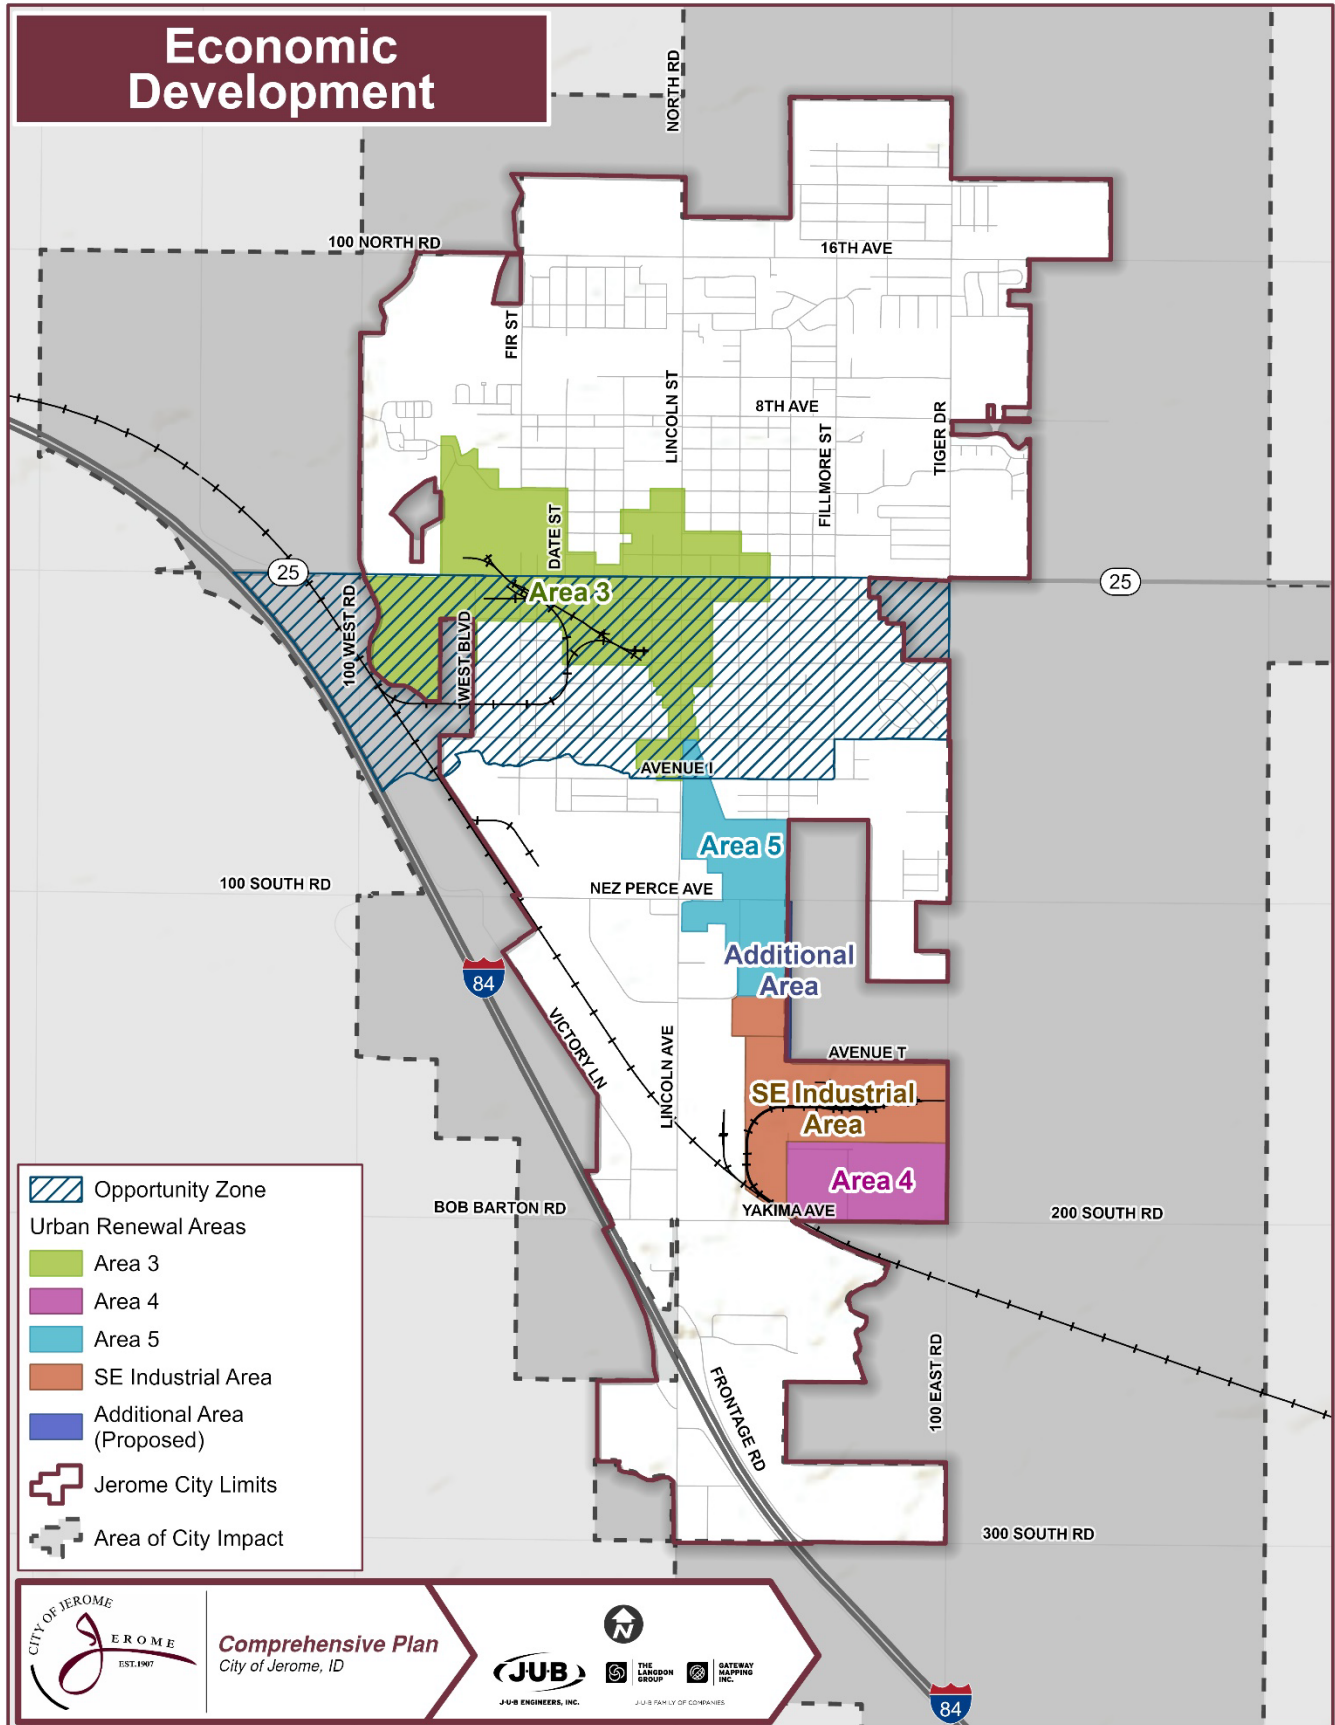 Economic
Development
NORTH RD
100 NORTH RD
16TH AVE
FIR ST
LINCOLN ST
8TH AVE
TIGER DR
FILLMORE ST
DATE ST
25
Area 3
25
100 WEST RD
WEST BLVD
AVENUE I
Area 5
100 SOUTH RD
NEZ PERCE AVE
Additional
Area
84
VICTORY LN
LINCOLN AVE
AVENUE T
SE Industrial
Area
Area 4
YAKIMA AVE
BOB BARTON RD
200 SOUTH RD
100 EAST RD
FRONTAGE RD
300 SOUTH RD
Opportunity Zone
Urban Renewal Areas
Area 3
Area 4
Area 5
SE Industrial Area
Additional Area
(Proposed)
Jerome City Limits
Area of City Impact
CITY OF JEROME
JEROME
EST.1907
Comprehensive Plan
City of Jerome, ID
N
J-U-B
J-U-B ENGINEERS, INC.
THE
LANGDON
GROUP
GATEWAY
MAPPING
INC.
J-U-B FAMILY OF COMPANIES
84